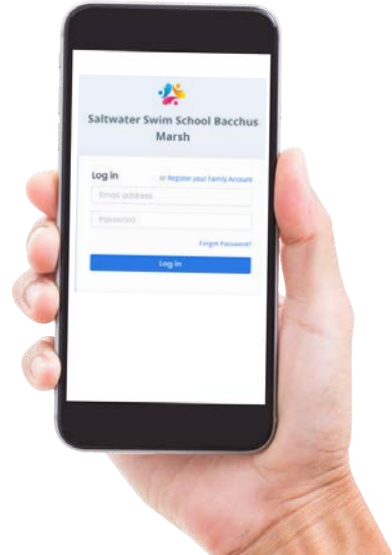 Saltwater Swim School Bacchus
Marsh
Log in or Register your Family Account
Email address
Password
Forgot Password?
Log in